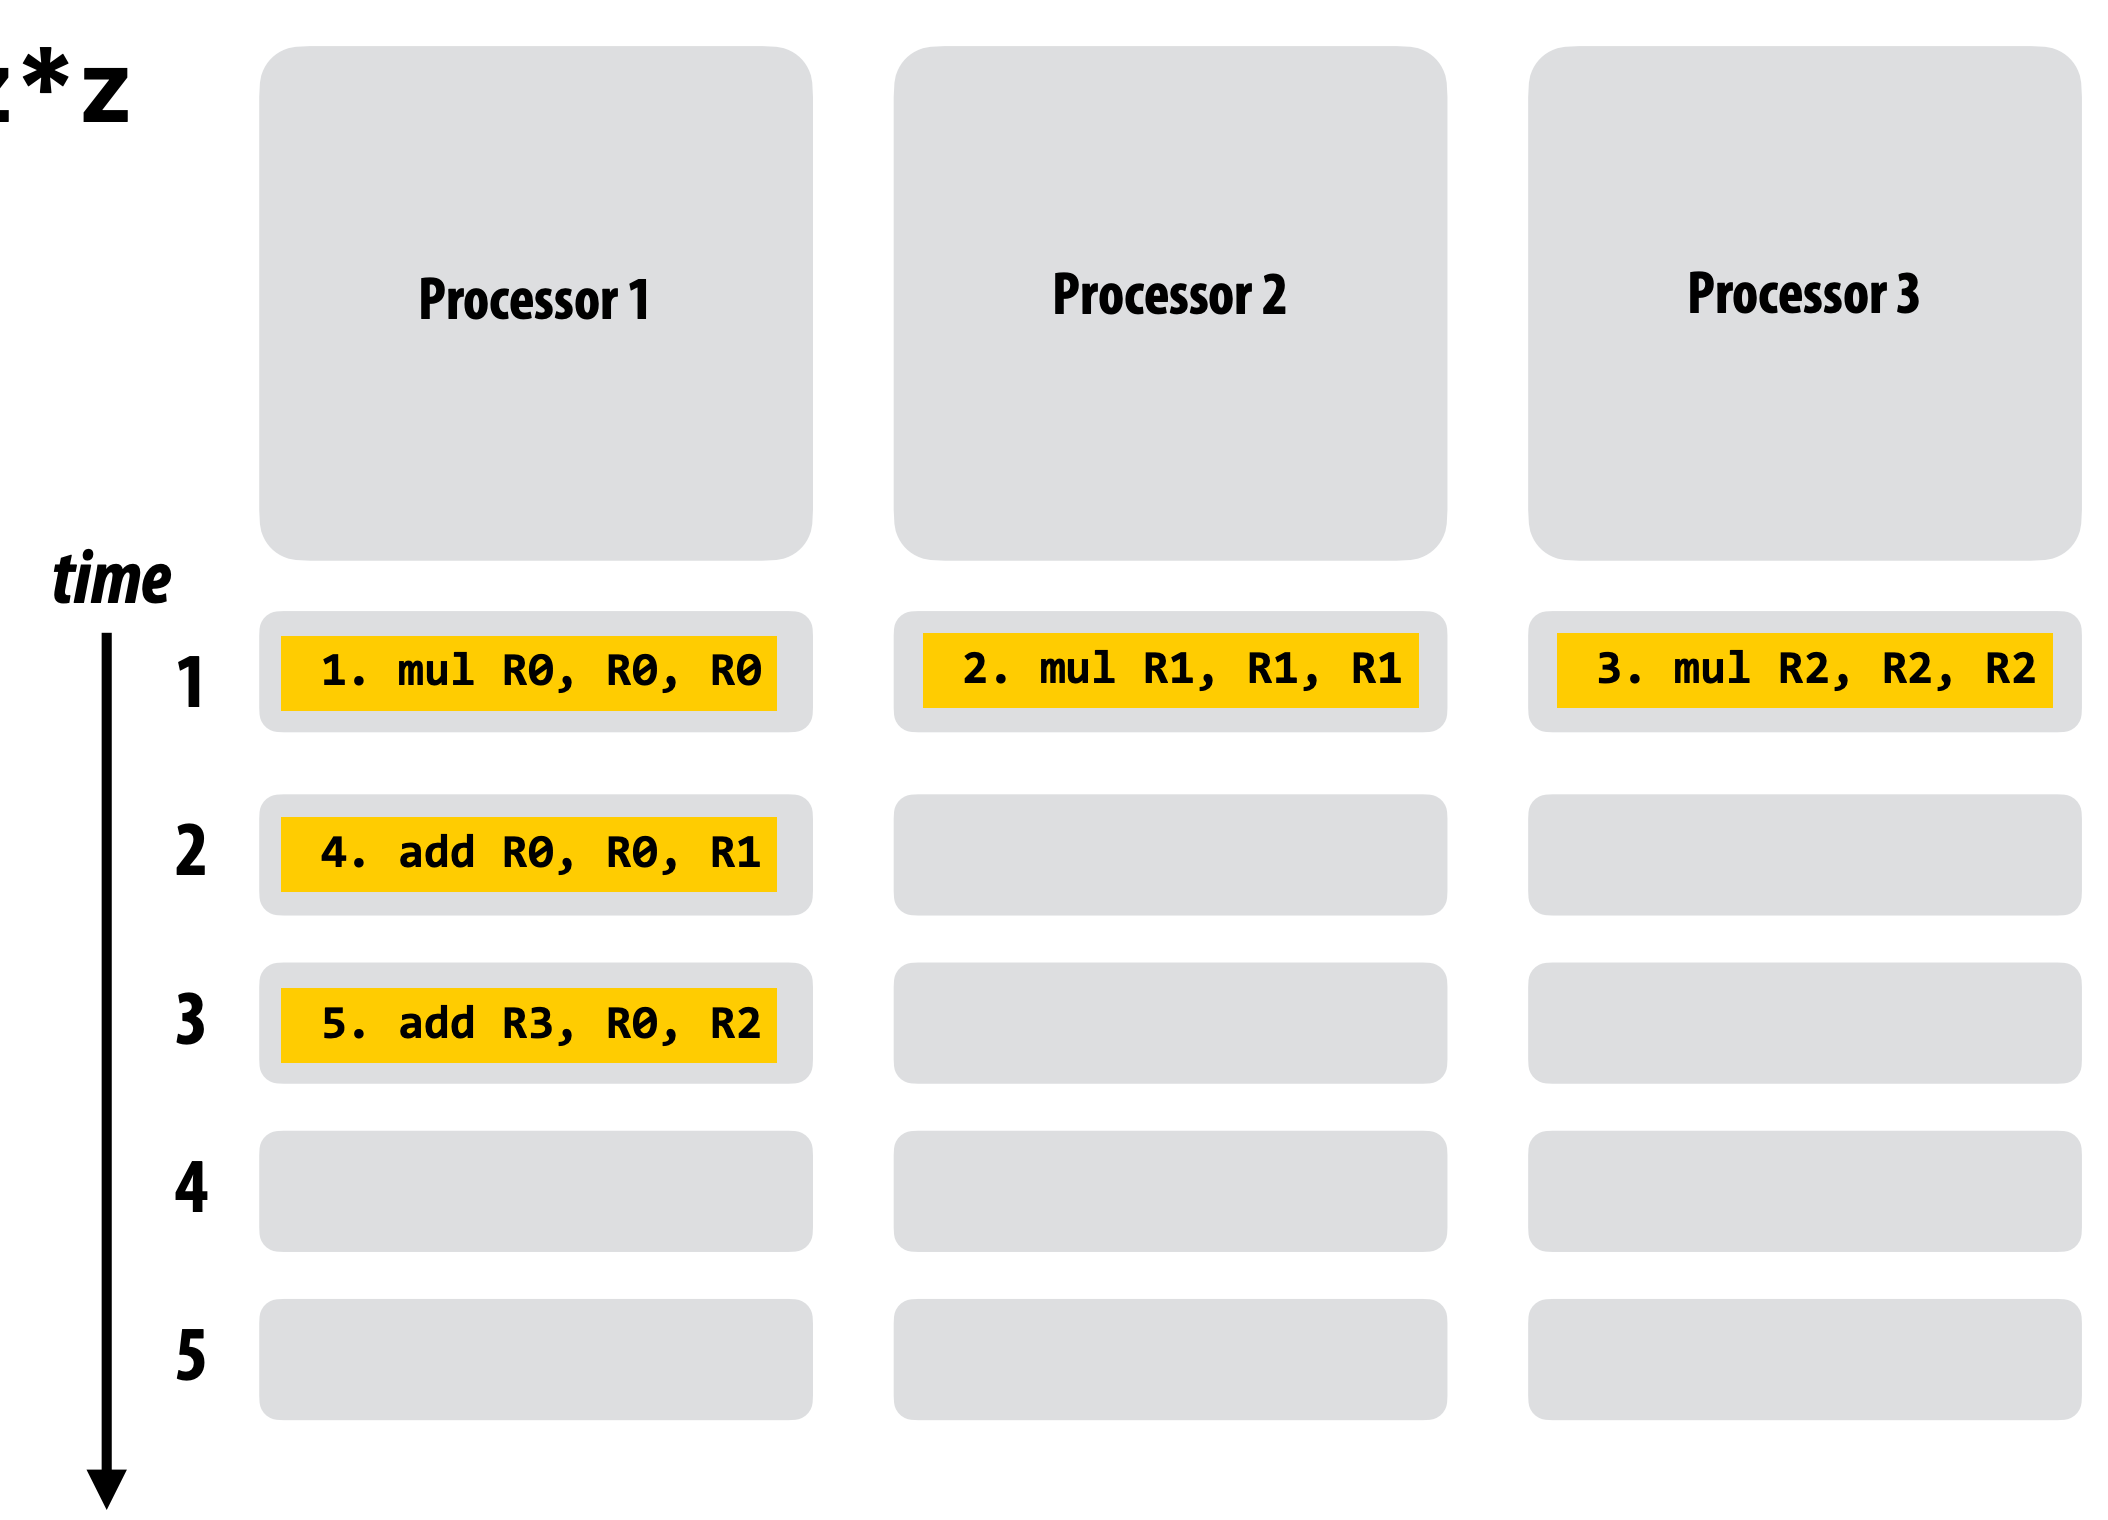 z*z
Processor 1
Processor 2
Processor 3
time
1
1. mul R0, R0, R0
2. mul R1, R1, R1
3. mul R2, R2, R2
2
4. add R0, R0, R1
3
5. add R3, R0, R2
4
5